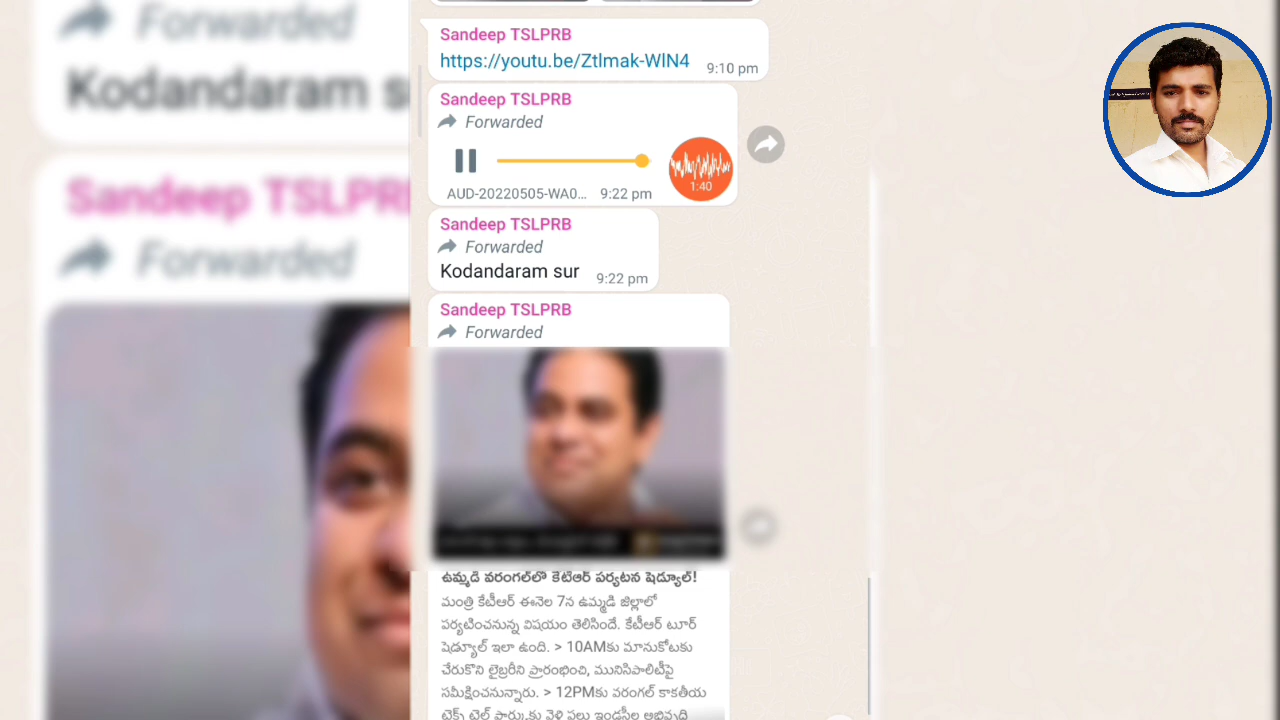 Forwarded
Kodandaram s
Sandeep TSLPR
Forwarded
Sandeep TSLPRB
https://youtu.be/Ztlmak-WlN4
9:10 pm
Sandeep TSLPRB
Forwarded
1:40
AUD-20220505-WA0...
9:22 pm
Sandeep TSLPRB
Forwarded
Kodandaram sur
9:22 pm
Sandeep TSLPRB
Forwarded
ఉమ్మడి వరంగల్‌లో కేటీఆర్ పర్యటన షెడ్యూల్!
మంత్రి కేటీఆర్ ఈనెల 7న ఉమ్మడి జిల్లాలో
పర్యటించనున్న విషయం తెలిసిందే. కేటీఆర్ టూర్
షెడ్యూల్ ఇలా ఉంది. > 10AMకు మానుకోటకు
చేరుకొని లైబ్రరీని ప్రారంభించి, మునిసిపాలిటీపై
సమీక్షించనున్నారు. > 12PMకు వరంగల్ కాకతీయ
టెక్స్ టైల్ పార్కుకు వెళి పలు ఇండస్ట్రీల అభివృద్ధి